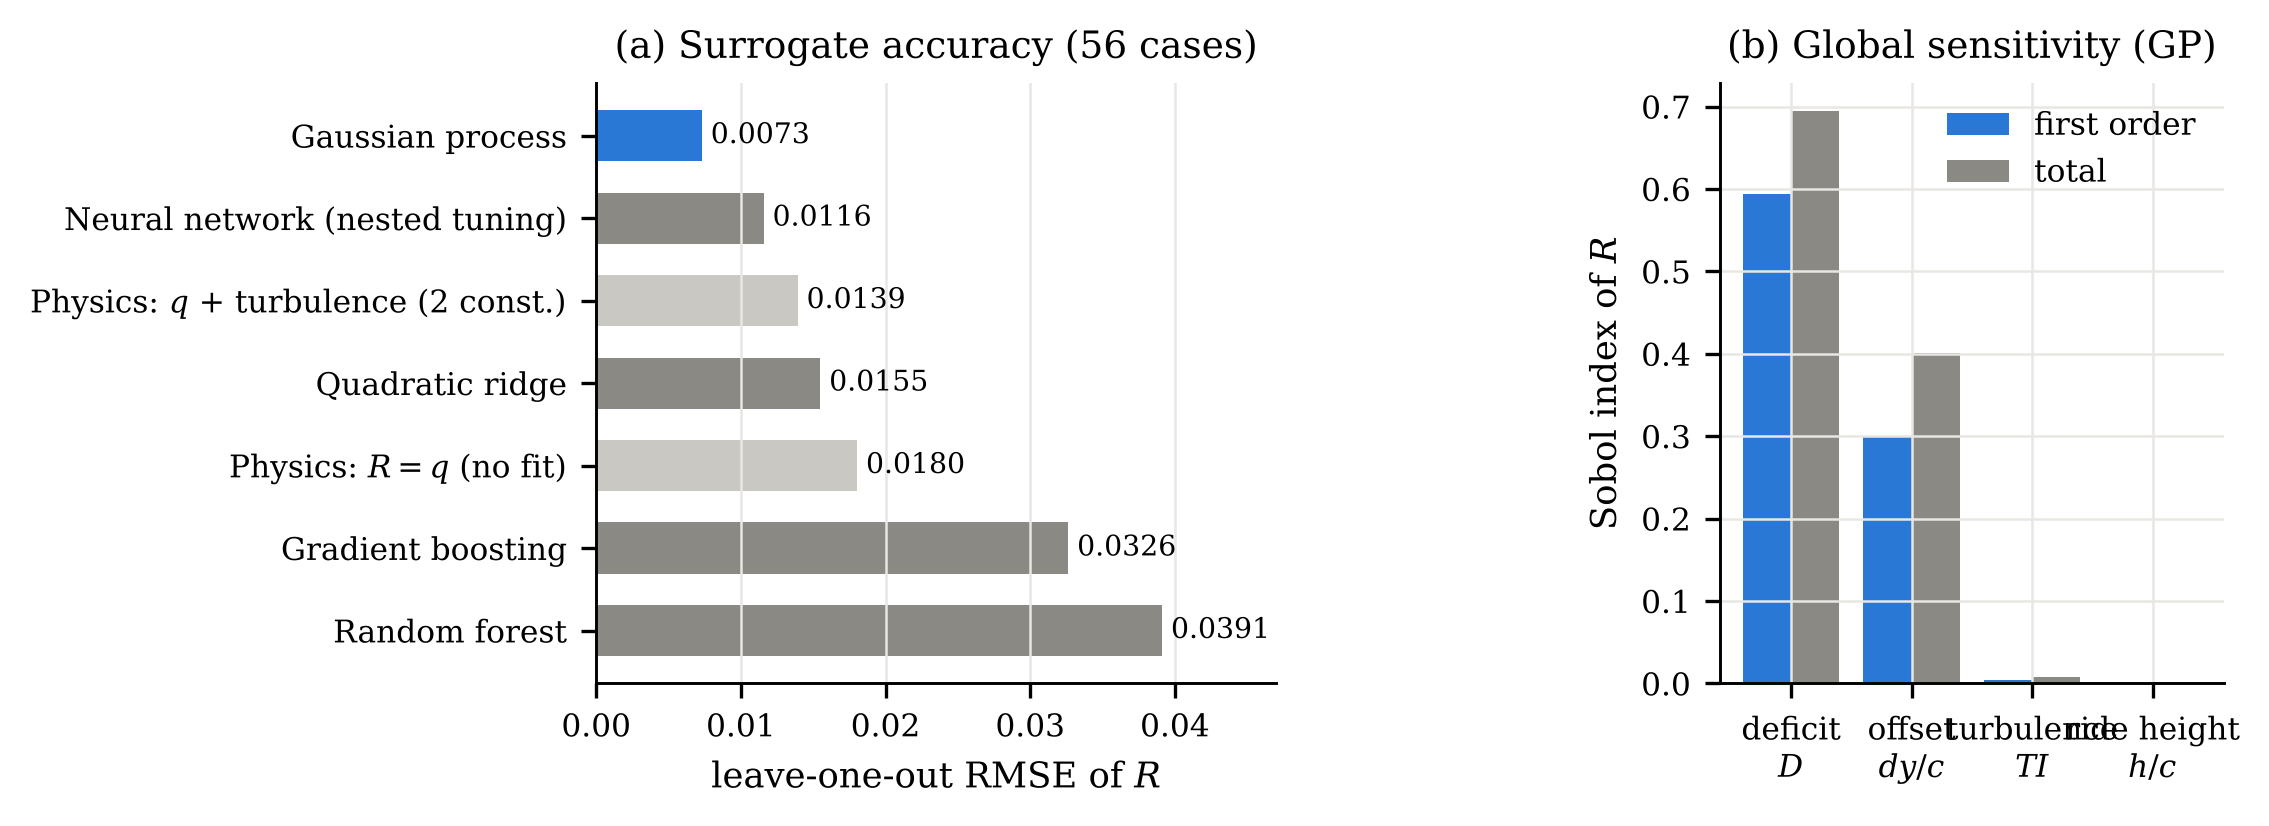 (a) Surrogate accuracy (56 cases)
Gaussian process
0.0073
Neural network (nested tuning)
0.0116
Physics: q + turbulence (2 const.)
0.0139
Quadratic ridge
0.0155
Physics: R = q (no fit)
0.0180
Gradient boosting
0.0326
Random forest
0.0391
0.00 0.01 0.02 0.03 0.04
leave-one-out RMSE of R
(b) Global sensitivity (GP)
first order
total
Sobol index of R
0.7
0.6
0.5
0.4
0.3
0.2
0.1
0.0
deficit offset turbulence ride height
D dy/c TI h/c